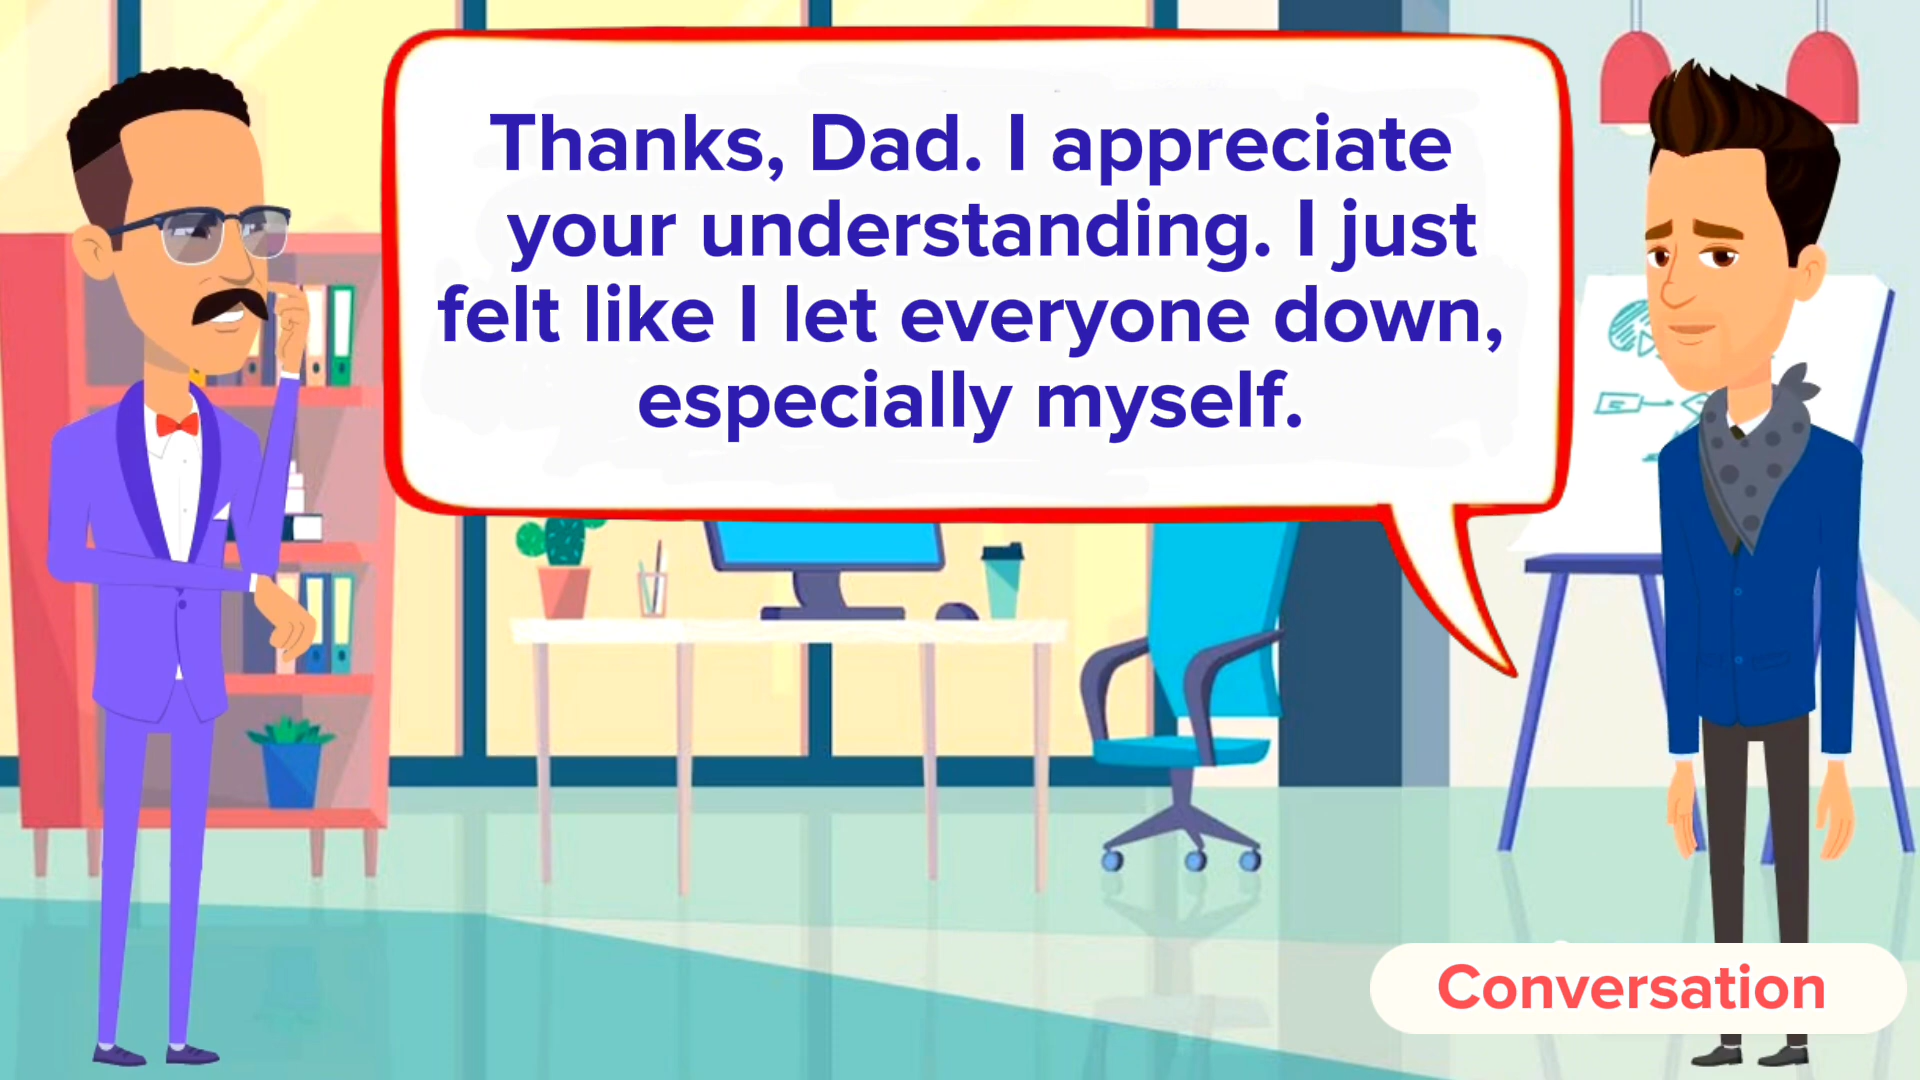 Thanks, Dad. I appreciate
your understanding. I just
felt like I let everyone down,
especially myself.
Conversation